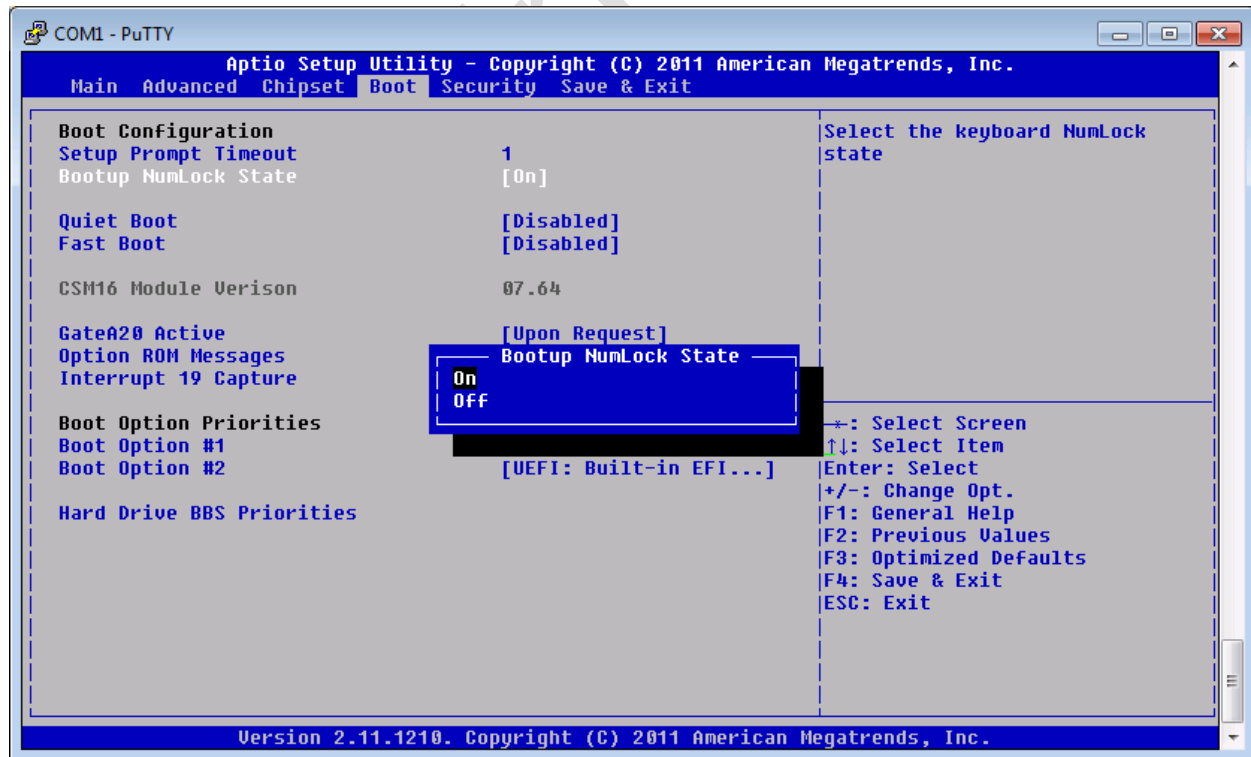 COM1 - PuTTY
Aptio Setup Utility - Copyright (C) 2011 American Megatrends, Inc.
Main Advanced Chipset Boot Security Save & Exit
Boot Configuration
Setup Prompt Timeout 1
Bootup NumLock State [On]
Quiet Boot [Disabled]
Fast Boot [Disabled]
CSM16 Module Verison 07.64
GateA20 Active [Upon Request]
Option ROM Messages
Interrupt 19 Capture
Bootup NumLock State
On
Off
Boot Option Priorities
Boot Option #1
Boot Option #2 [UEFI: Built-in EFI...]
Hard Drive BBS Priorities
Select the keyboard NumLock
state
→←: Select Screen
↑↓: Select Item
Enter: Select
+/-: Change Opt.
F1: General Help
F2: Previous Values
F3: Optimized Defaults
F4: Save & Exit
ESC: Exit
Version 2.11.1210. Copyright (C) 2011 American Megatrends, Inc.